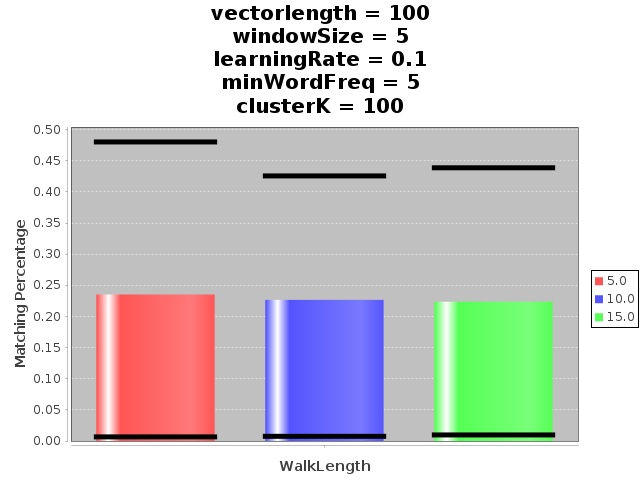 vectorlength = 100
windowSize = 5
learningRate = 0.1
minWordFreq = 5
clusterK = 100
Matching Percentage
0.50
0.45
0.40
0.35
0.30
0.25
0.20
0.15
0.10
0.05
0.00
WalkLength
5.0
10.0
15.0